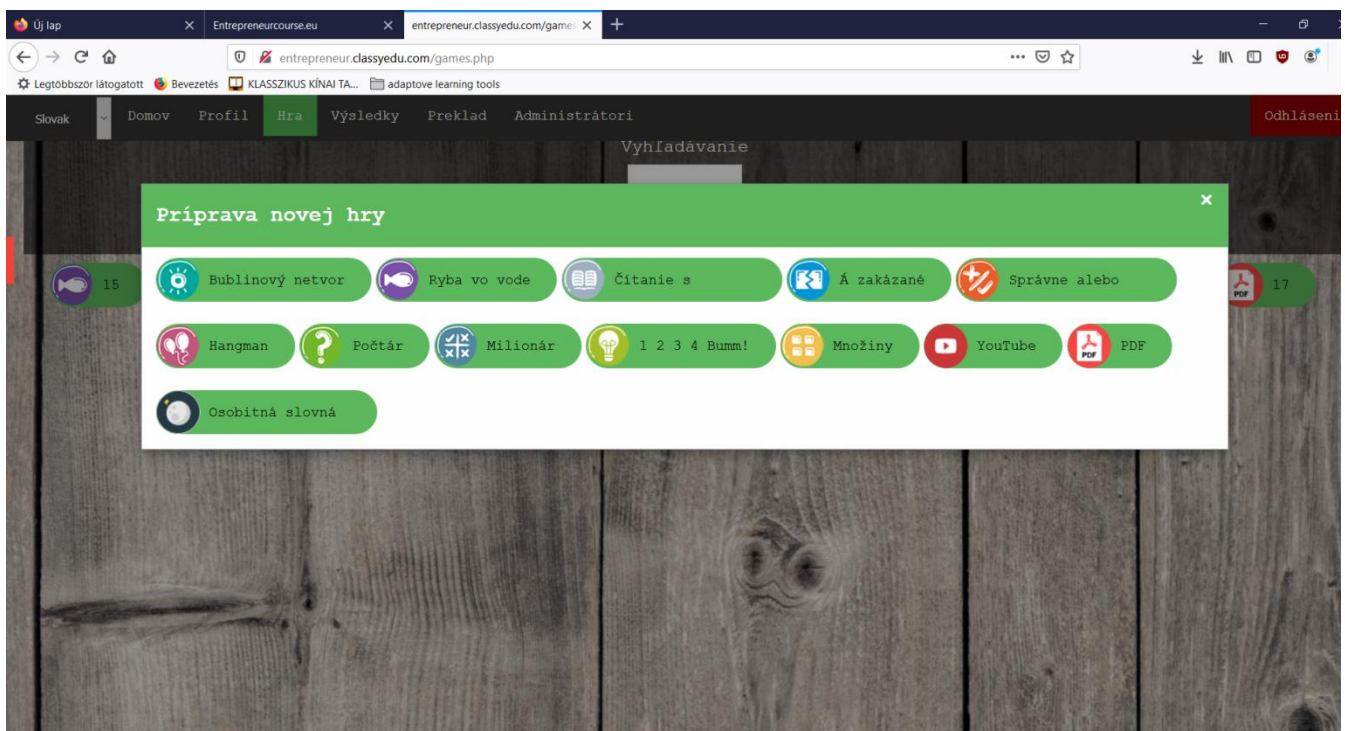 Új lap
Entrepreneurcourse.eu
entrepreneur.classyedu.com/game
entrepreneur.classyedu.com/games.php
Legtöbbször látogatott
Bevezetés
KLASSZIKUS KÍNAI TA...
adaptove learning tools
Slovak
Domov
Profil
Hra
Výsledky
Preklad
Administrátori
Odhláseni
Vyhľadávanie
Príprava novej hry
15
Bublinový netvor
Ryba vo vode
Čítanie s
Á zakázané
Správne alebo
PDF 17
Hangman
Počtár
Milionár
1 2 3 4 Bumm!
Množiny
YouTube
PDF PDF
Osobitná slovná